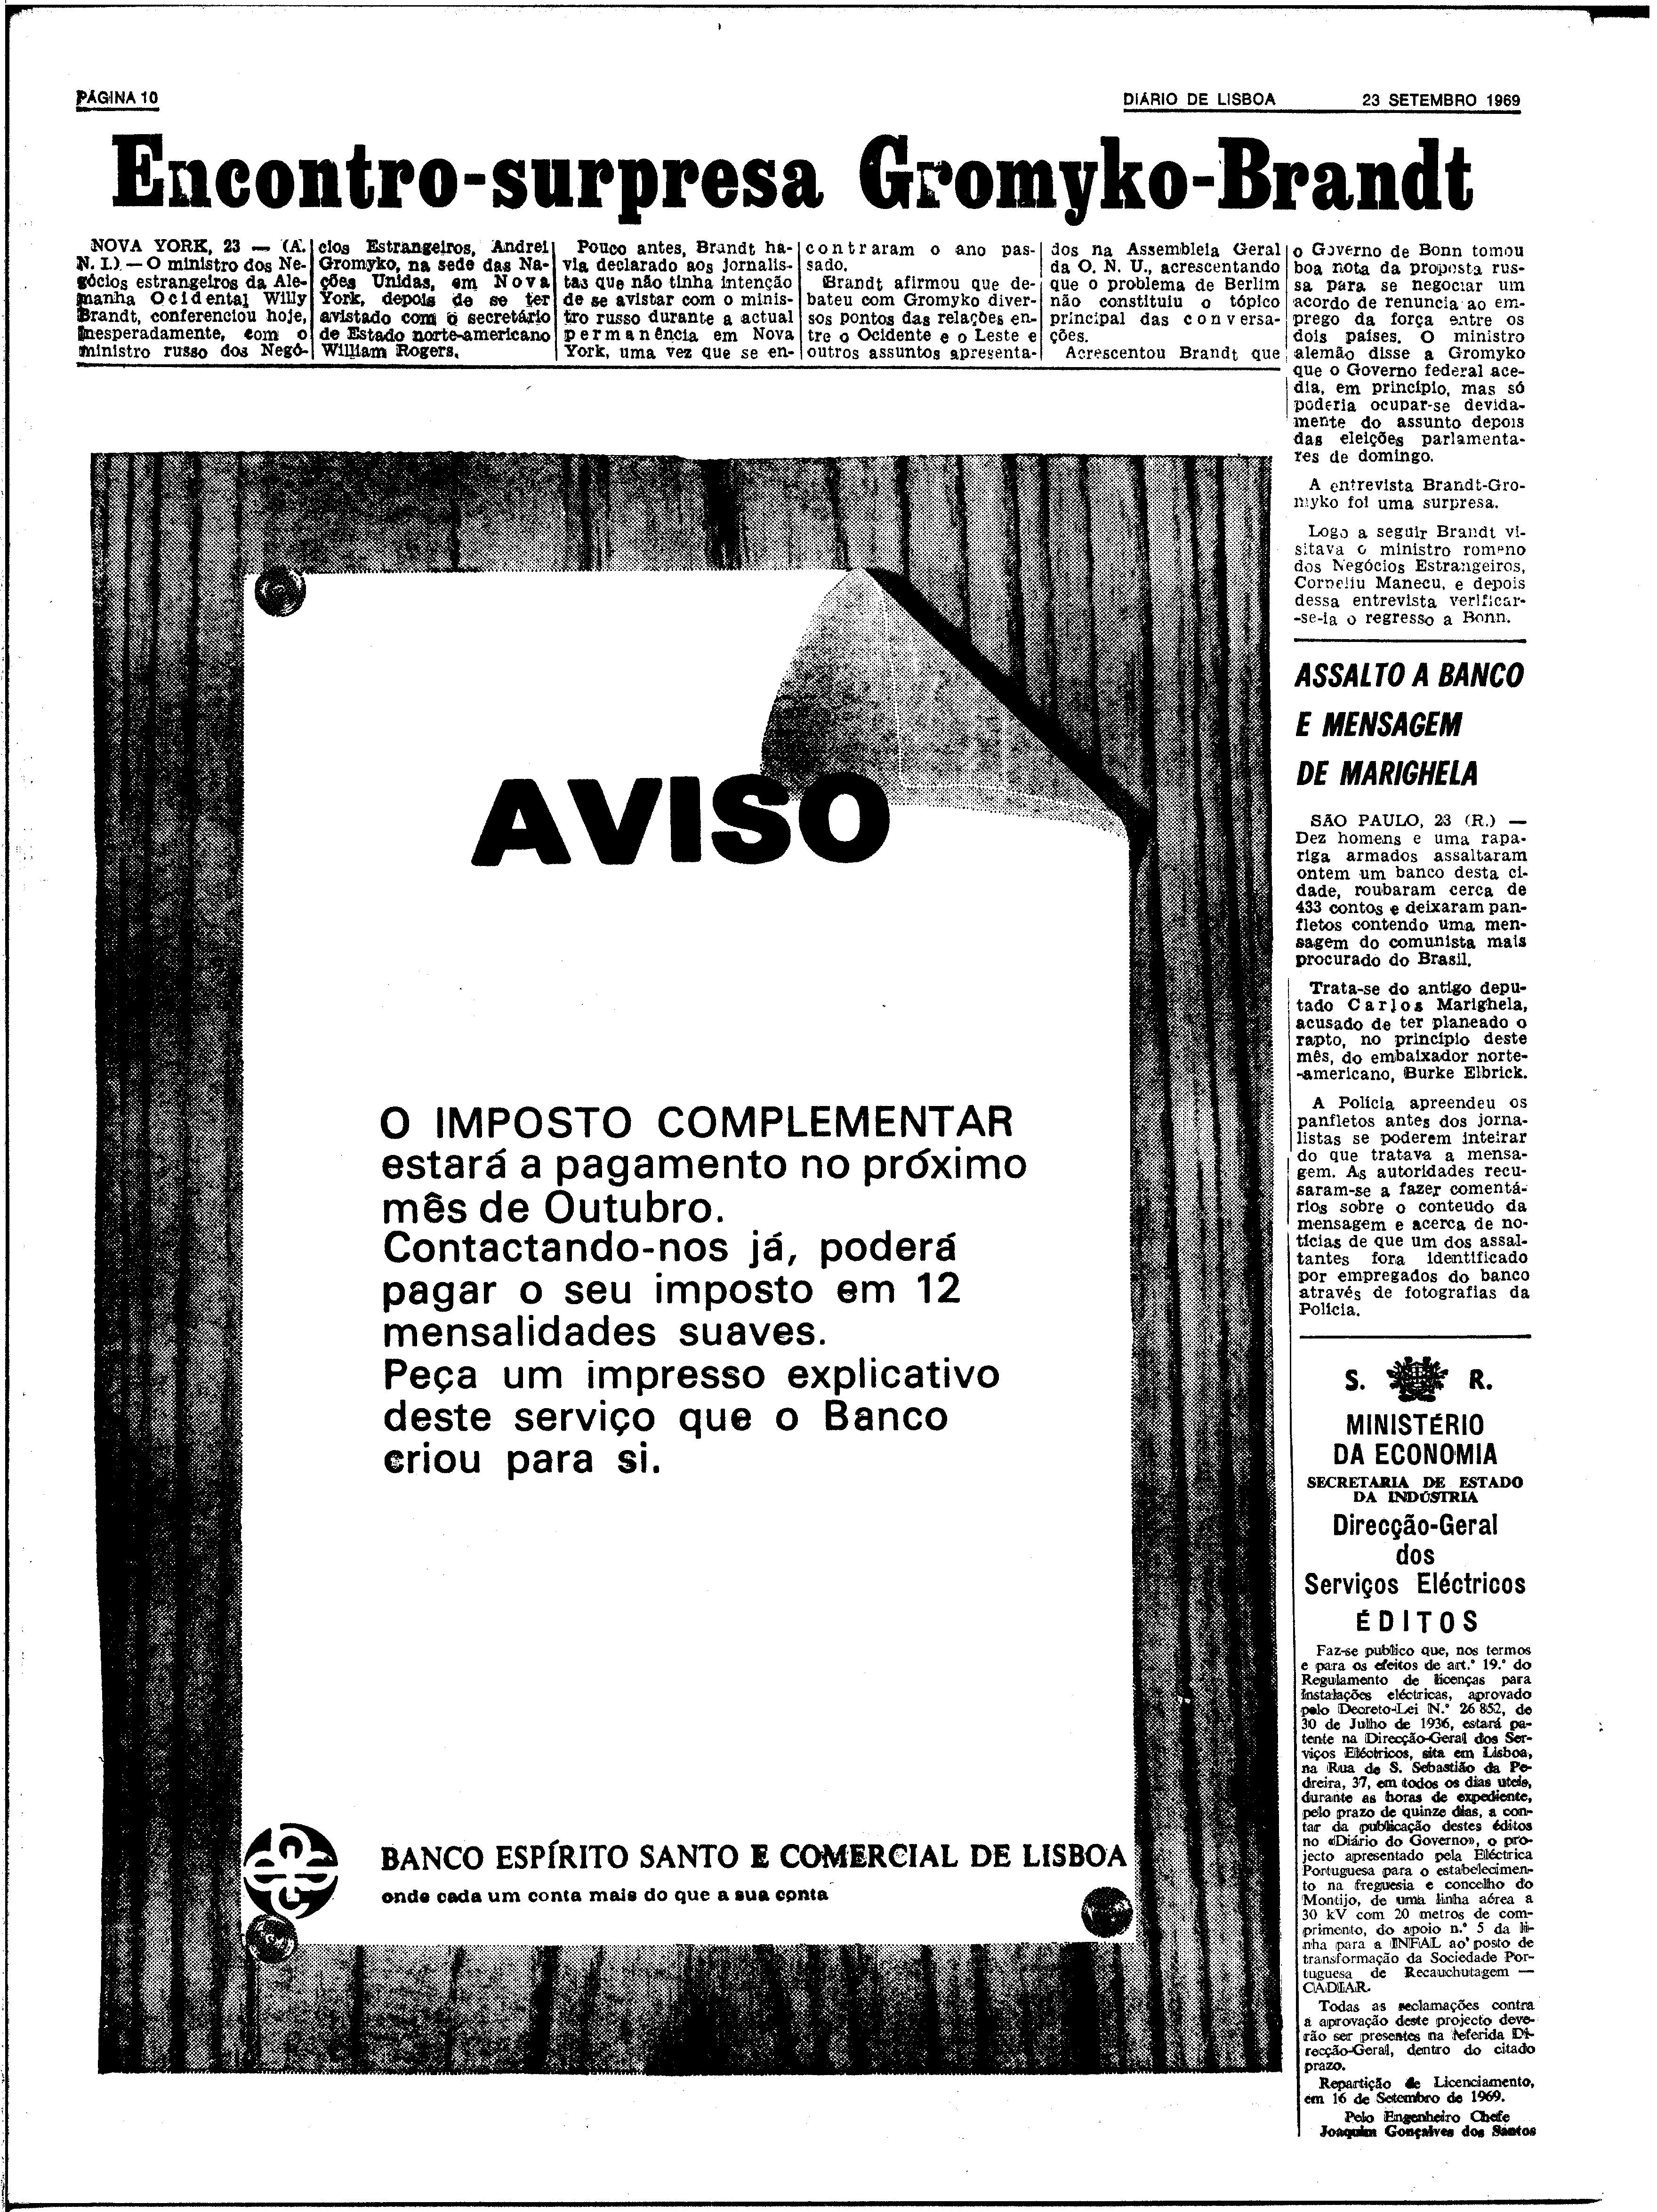 PÁGINA 10
DIÁRIO DE LISBOA 23 SETEMBRO 1969
Encontro-surpresa Gromyko-Brandt
NOVA YORK, 23 — (A.
N. I.) — O ministro dos Ne-
gócios estrangeiros da Ale-
manha Ocidental Willy
Brandt, conferenciou hoje,
inesperadamente, com o
ministro russo dos Negó-
cios Estrangeiros, Andrei
Gromyko, na sede das Na-
ções Unidas, em Nova
York, depois de se ter
avistado com o secretário
de Estado norte-americano
William Rogers.
Pouco antes, Brandt ha-
via declarado aos jornalis-
tas que não tinha intenção
de se avistar com o minis-
tro russo durante a actual
permanência em Nova
York, uma vez que se en-
contraram o ano pas-
sado.
Brandt afirmou que de-
bateu com Gromyko diver-
sos pontos das relações en-
tre o Ocidente e o Leste e
outros assuntos apresenta-
dos na Assembleia Geral
da O. N. U., acrescentando
que o problema de Berlim
não constituiu o tópico
principal das conversa-
ções.
Acrescentou Brandt que
o Governo de Bonn tomou
boa nota da proposta rus-
sa para se negociar um
acordo de renuncia ao em-
prego da força entre os
dois países. O ministro
alemão disse a Gromyko
que o Governo federal ace-
dia, em princípio, mas só
poderia ocupar-se devida-
mente do assunto depois
das eleições parlamenta-
res de domingo.
A entrevista Brandt-Gro-
myko foi uma surpresa.
Logo a seguir Brandt vi-
sitava o ministro romeno
dos Negócios Estrangeiros,
Corneliu Manecu, e depois
dessa entrevista verificar-
-se-ia o regresso a Bonn.
ASSALTO A BANCO
E MENSAGEM
DE MARIGHELA
SÃO PAULO, 23 (R.) —
Dez homens e uma rapa-
riga armados assaltaram
ontem um banco desta ci-
dade, roubaram cerca de
433 contos e deixaram pan-
fletos contendo uma men-
sagem do comunista mais
procurado do Brasil.
Trata-se do antigo depu-
tado Carlos Marighela,
acusado de ter planeado o
rapto, no princípio deste
mês, do embaixador norte-
-americano, Burke Elbrick.
A Polícia apreendeu os
panfletos antes dos jorna-
listas se poderem inteirar
do que tratava a mensa-
gem. As autoridades recu-
saram-se a fazer comentá-
rios sobre o conteudo da
mensagem e acerca de no-
tícias de que um dos assal-
tantes fora identificado
por empregados do banco
através de fotografias da
Polícia.
AVISO
O IMPOSTO COMPLEMENTAR
estará a pagamento no próximo
mês de Outubro.
Contactando-nos já, poderá
pagar o seu imposto em 12
mensalidades suaves.
Peça um impresso explicativo
deste serviço que o Banco
criou para si.
BANCO ESPÍRITO SANTO E COMERCIAL DE LISBOA
onde cada um conta mais do que a sua conta
S. R.
MINISTÉRIO
DA ECONOMIA
SECRETARIA DE ESTADO
DA INDÚSTRIA
Direcção-Geral
dos
Serviços Eléctricos
ÉDITOS
Faz-se publico que, nos termos
e para os efeitos de art.º 19.º do
Regulamento de licenças para
instalações eléctricas, aprovado
pelo Decreto-Lei N.º 26 852, de
30 de Julho de 1936, estará pa-
tente na Direcção-Geral dos Ser-
viços Eléctricos, sita em Lisboa,
na Rua de S. Sebastião da Pe-
dreira, 37, em todos os dias uteis,
durante as horas de expediente,
pelo prazo de quinze dias, a con-
tar da publicação destes éditos
no «Diário do Governo», o pro-
jecto apresentado pela Eléctrica
Portuguesa para o estabelecimen-
to na freguesia e concelho do
Montijo, de uma linha aérea a
30 kV com 20 metros de com-
primento, do apoio n.º 5 da li-
nha para a INFAL ao posto de
transformação da Sociedade Por-
tuguesa de Recauchutagem —
CADIAR.
Todas as reclamações contra
a aprovação deste projecto deve-
rão ser presentes na referida Di-
recção-Geral, dentro do citado
prazo.
Repartição de Licenciamento,
em 16 de Setembro de 1969.
Pelo Engenheiro Chefe
Joaquim Gonçalves dos Santos